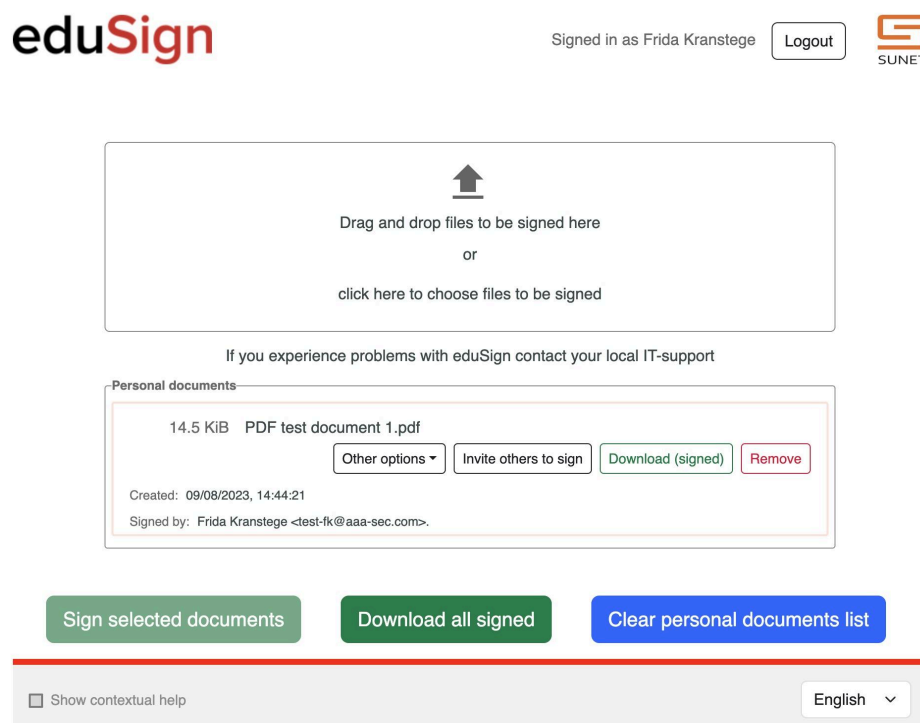 eduSign
Signed in as Frida Kranstege Logout
SUNET
Drag and drop files to be signed here
or
click here to choose files to be signed
If you experience problems with eduSign contact your local IT-support
Personal documents
14.5 KiB PDF test document 1.pdf
Other options Invite others to sign Download (signed) Remove
Created: 09/08/2023, 14:44:21
Signed by: Frida Kranstege <test-fk@aaa-sec.com>.
Sign selected documents Download all signed Clear personal documents list
Show contextual help English